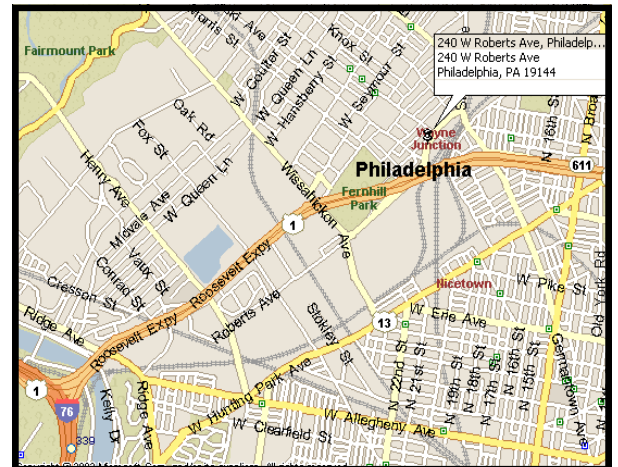 240 W Roberts Ave, Philadelp...
240 W Roberts Ave
Philadelphia, PA 19144
Fairmount Park
Knox St
W Coulter St
W Queen Ln
W Hansberry St
W Seymour St
Oak Rd
Fox St
Wayne
Junction
N 16th St
N Broa
Philadelphia
611
Henry Ave
W Queen Ln
Midvale Ave
Wissahickon Ave
Fernhill
Park
1
Vaux St
Conrad St
Cresson St
Roosevelt Expy
Nicetown
W Pike St
Old York Rd
Ridge Ave
Roosevelt Expy
Roberts Ave
Stokley St
13
W Erie Ave
1
76
Kelly Dr
Ridge Ave
W Hunting Park Ave
N 22nd St
N 21st St
N 19th St
N 18th St
N 17th St
N 16th St
N 15th St
Germantown Ave
W Allegheny Ave
W Clearfield St
339